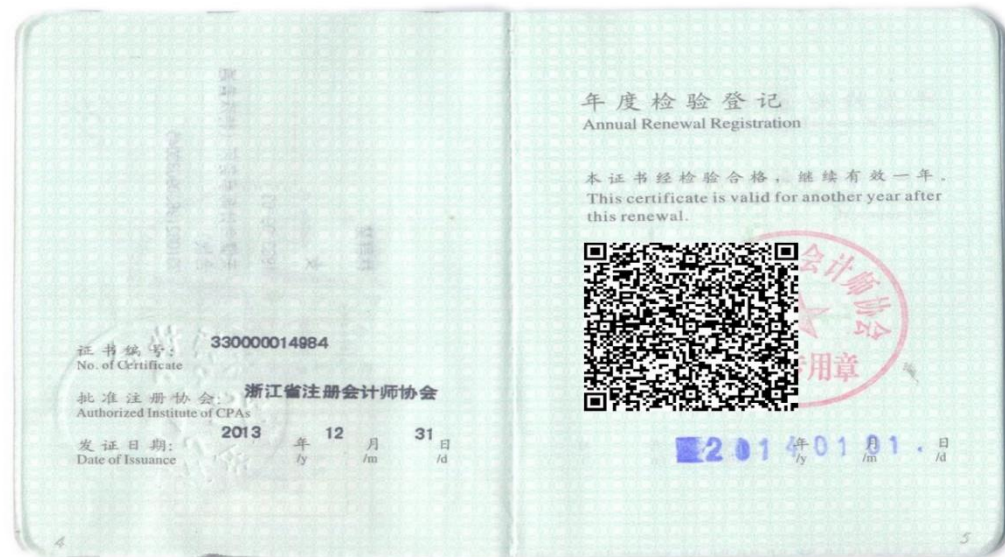 证书编号:
330000014984
No. of Certificate
批准注册协会:
浙江省注册会计师协会
Authorized Institute of CPAs
发证日期:
2013 年 12 月 31 日
Date of Issuance /y /m /d
4
年度检验登记
Annual Renewal Registration
本证书经检验合格,继续有效一年。
This certificate is valid for another year after
this renewal.
会计师协会
专用章
2014 年 01 月 01 . 日
/y /m /d
5